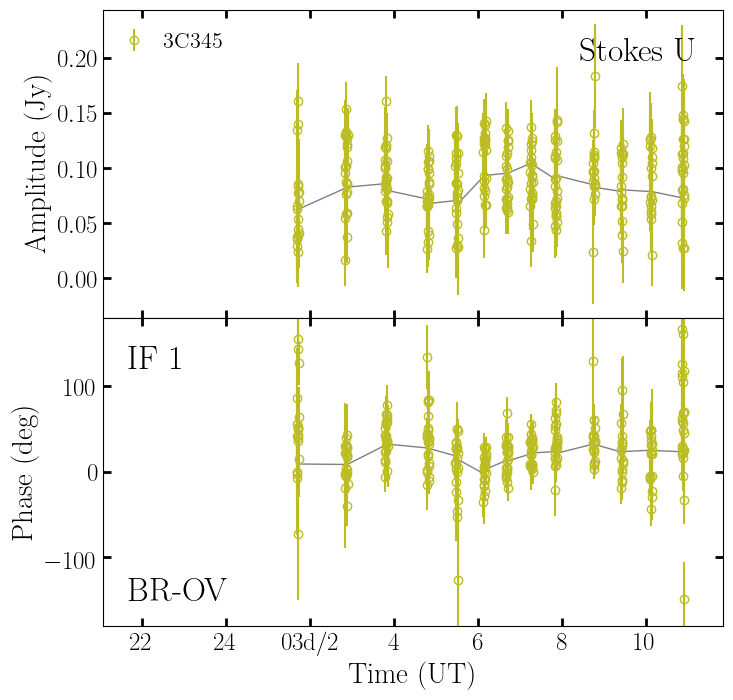 3C345
Stokes U
0.20
0.15
0.10
0.05
0.00
Amplitude (Jy)
IF 1
100
0
−100
Phase (deg)
BR-OV
22 24 03d/2 4 6 8 10
Time (UT)